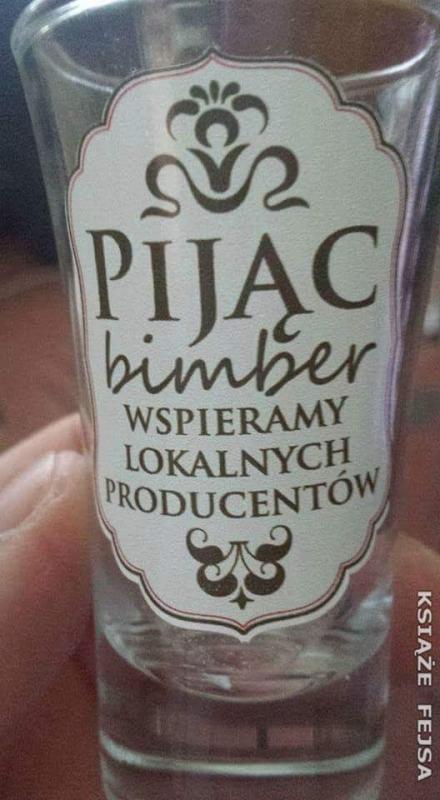 PIJĄC
bimber
WSPIERAMY
LOKALNYCH
PRODUCENTÓW
KSIĄŻE FEJSA